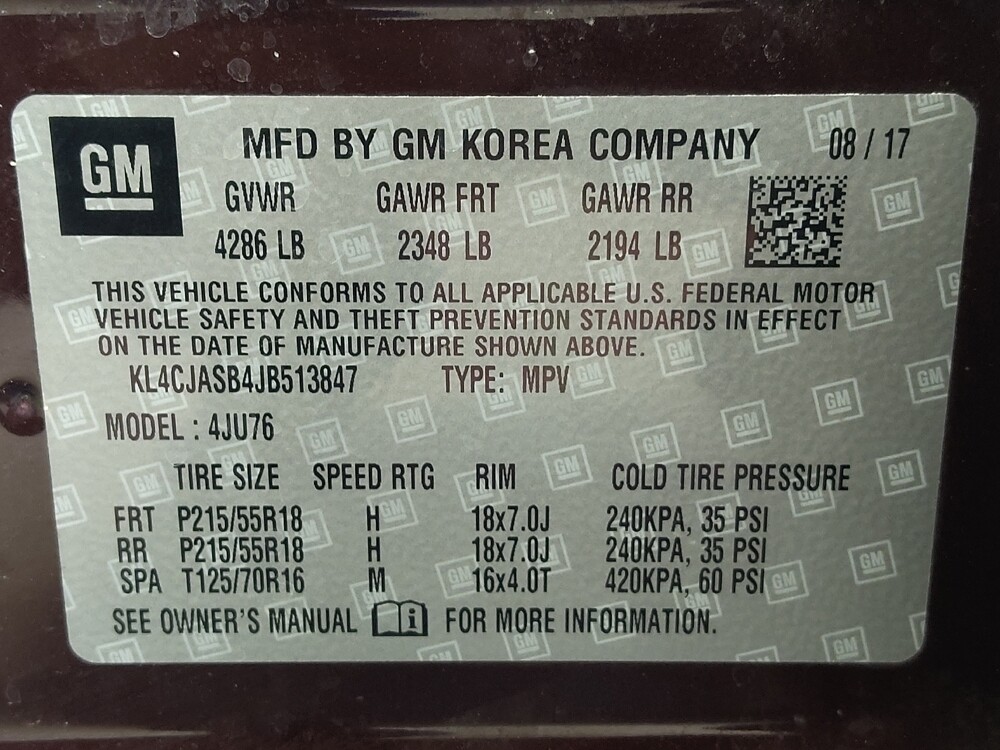 GM MFD BY GM KOREA COMPANY 08 / 17
GVWR GAWR FRT GAWR RR
4286 LB 2348 LB 2194 LB
THIS VEHICLE CONFORMS TO ALL APPLICABLE U.S. FEDERAL MOTOR
VEHICLE SAFETY AND THEFT PREVENTION STANDARDS IN EFFECT
ON THE DATE OF MANUFACTURE SHOWN ABOVE.
KL4CJASB4JB513847 TYPE: MPV
MODEL : 4JU76
TIRE SIZE SPEED RTG RIM COLD TIRE PRESSURE
FRT P215/55R18 H 18x7.0J 240KPA, 35 PSI
RR P215/55R18 H 18x7.0J 240KPA, 35 PSI
SPA T125/70R16 M 16x4.0T 420KPA, 60 PSI
SEE OWNER'S MANUAL i FOR MORE INFORMATION.